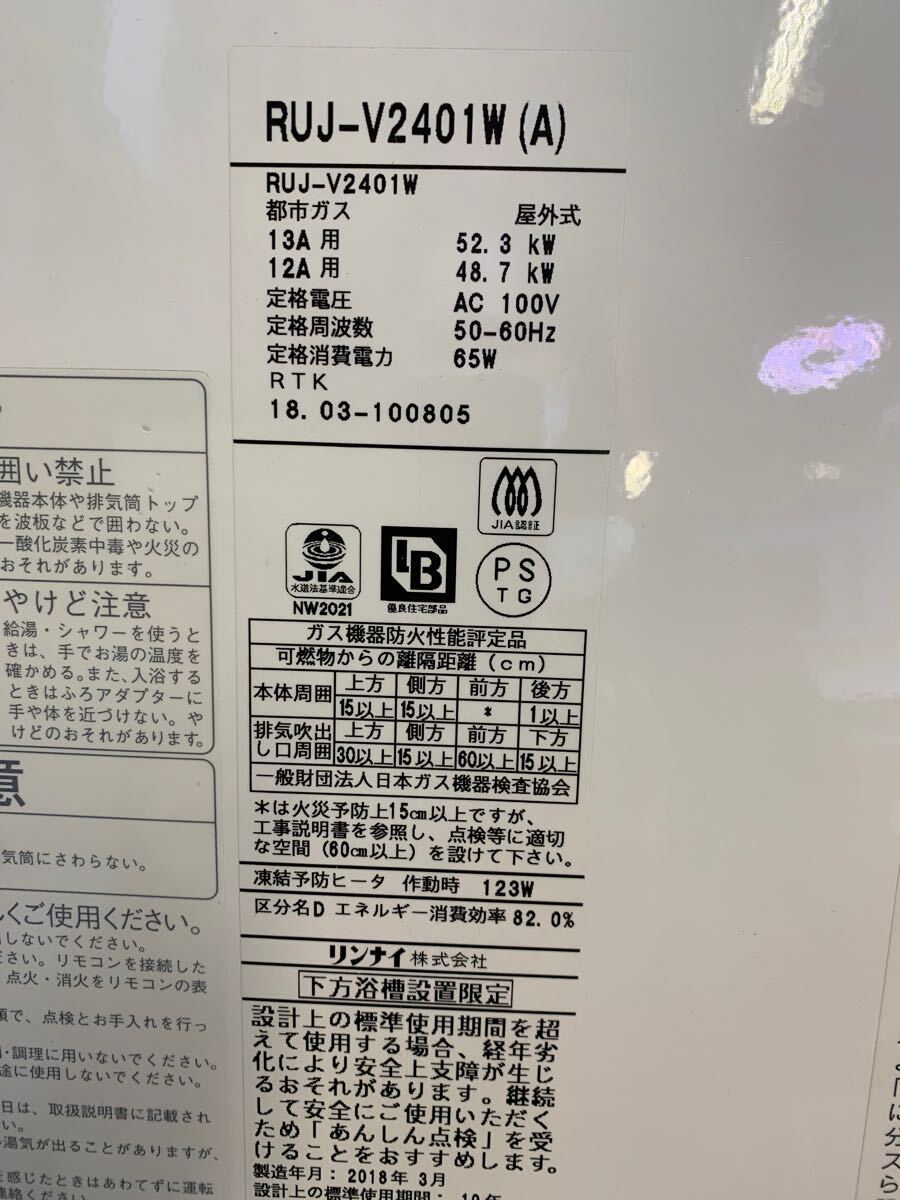 RUJ-V2401W(A)
RUJ-V2401W
都市ガス 屋外式
13A 用 52.3 kW
12A 用 48.7 kW
定格電圧 AC 100V
定格周波数 50-60Hz
定格消費電力 65W
RTK
18.03-100805
JIA認証
JIA
水道法基準適合
NW2021
LB
優良住宅部品
PS
TG
ガス機器防火性能評定品
可燃物からの離隔距離(cm)
本体周囲 上方 側方 前方 後方
15以上 15以上 * 1以上
排気吹出し口周囲 上方 側方 前方 下方
30以上 15以上 60以上 15以上
一般財団法人日本ガス機器検査協会
*は火災予防上15cm以上ですが、
工事説明書を参照し、点検等に適切
な空間(60cm以上)を設けて下さい。
凍結予防ヒータ 作動時 123W
区分名D エネルギー消費効率 82.0%
リンナイ株式会社
下方浴槽設置限定
設計上の標準使用期間を超
えて使用する場合、経年劣
化により安全上支障が生じ
るおそれがあります。継続
して安全にご使用いただく
ため「あんしん点検」を受
けることをおすすめします。
製造年月:2018年 3月
設計上の標準使用期間:10年
囲い禁止
機器本体や排気筒トップ
を波板などで囲わない。
一酸化炭素中毒や火災の
おそれがあります。
やけど注意
給湯・シャワーを使うと
きは、手でお湯の温度を
確かめる。また、入浴する
ときはふろアダプターに
手や体を近づけない。や
けどのおそれがあります。
意
気筒にさわらない。
しくご使用ください。
しないでください。
ださい。リモコンを接続した
点火・消火をリモコンの表
順で、点検とお手入れを行っ
・調理に用いないでください。
途に使用しないでください。
日は、取扱説明書に記載され
い。
湯気が出ることがありますが、
を感じたときはあわてずに運転
連絡ください。